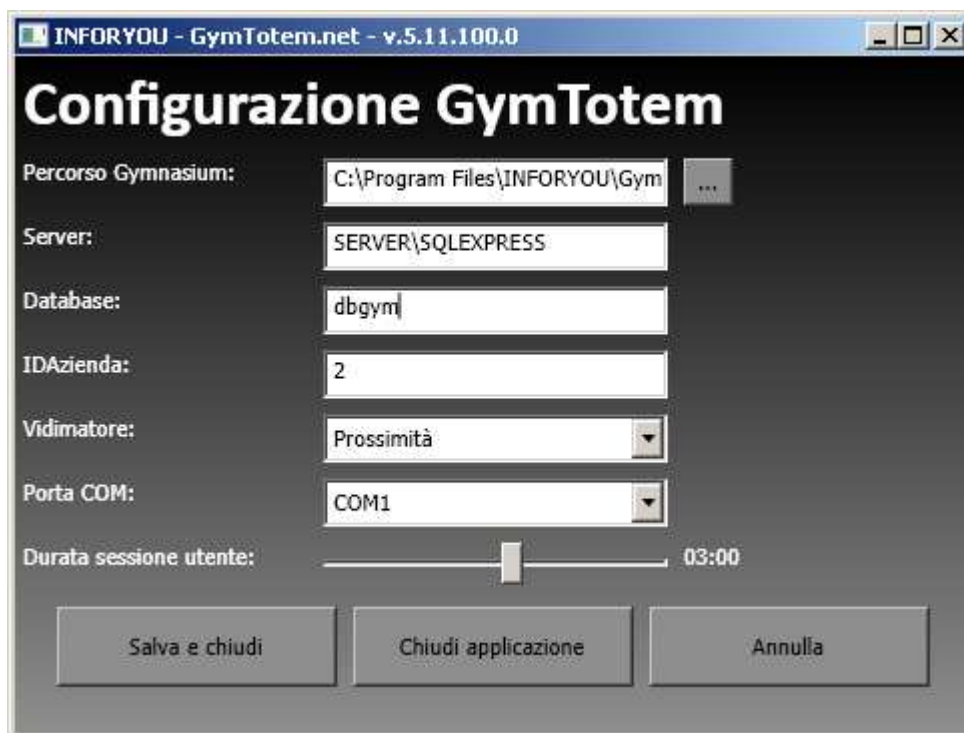 INFORYOU - GymTotem.net - v.5.11.100.0
Configurazione GymTotem
Percorso Gymnasium: C:\Program Files\INFORYOU\Gym ...
Server: SERVER\SQLEXPRESS
Database: dbgym
IDAzienda: 2
Vidimatore: Prossimità
Porta COM: COM1
Durata sessione utente: 03:00
Salva e chiudi Chiudi applicazione Annulla